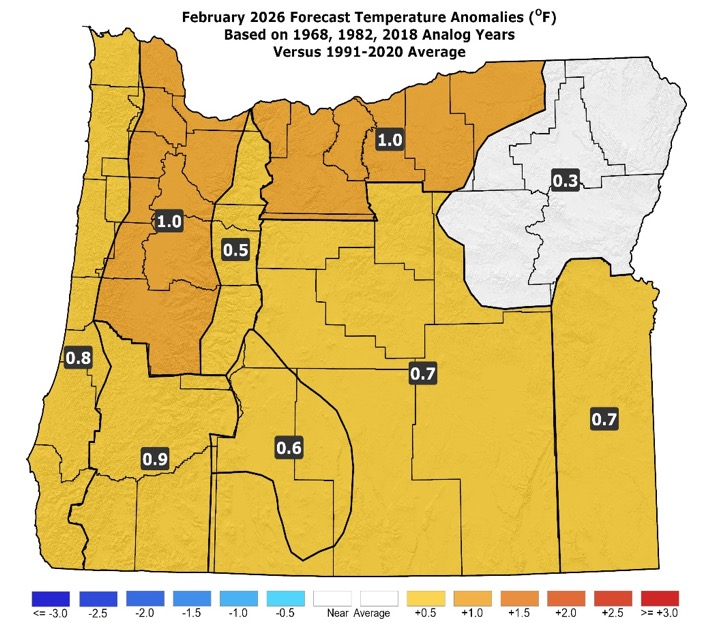 February 2026 Forecast Temperature Anomalies (°F)
Based on 1968, 1982, 2018 Analog Years
Versus 1991-2020 Average
1.0
0.3
1.0
0.5
0.8
0.7
0.7
0.6
0.9
<= -3.0 -2.5 -2.0 -1.5 -1.0 -0.5 Near Average +0.5 +1.0 +1.5 +2.0 +2.5 >= +3.0